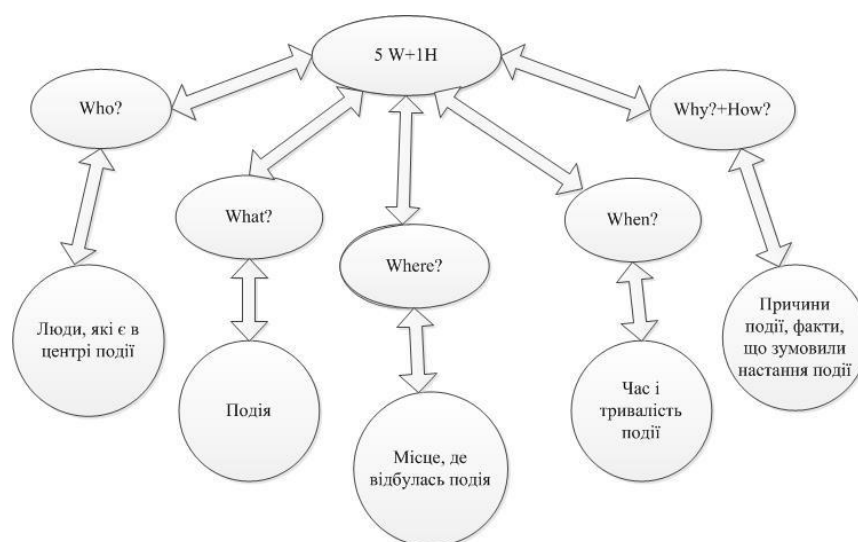 5 W+1H
Who?
What?
Where?
When?
Why?+How?
Люди, які є в
центрі події
Подія
Місце, де
відбулась подія
Час і
тривалість
події
Причини
події, факти,
що зумовили
настання події